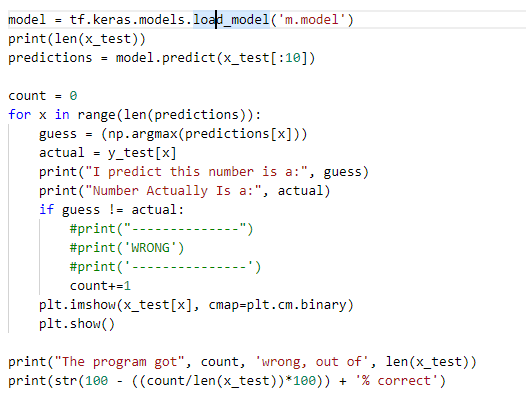 model = tf.keras.models.load_model('m.model')
print(len(x_test))
predictions = model.predict(x_test[:10])

count = 0
for x in range(len(predictions)):
    guess = (np.argmax(predictions[x]))
    actual = y_test[x]
    print("I predict this number is a:", guess)
    print("Number Actually Is a:", actual)
    if guess != actual:
        #print("--------------")
        #print('WRONG')
        #print('---------------')
        count+=1
    plt.imshow(x_test[x], cmap=plt.cm.binary)
    plt.show()

print("The program got", count, 'wrong, out of', len(x_test))
print(str(100 - ((count/len(x_test))*100)) + '% correct')